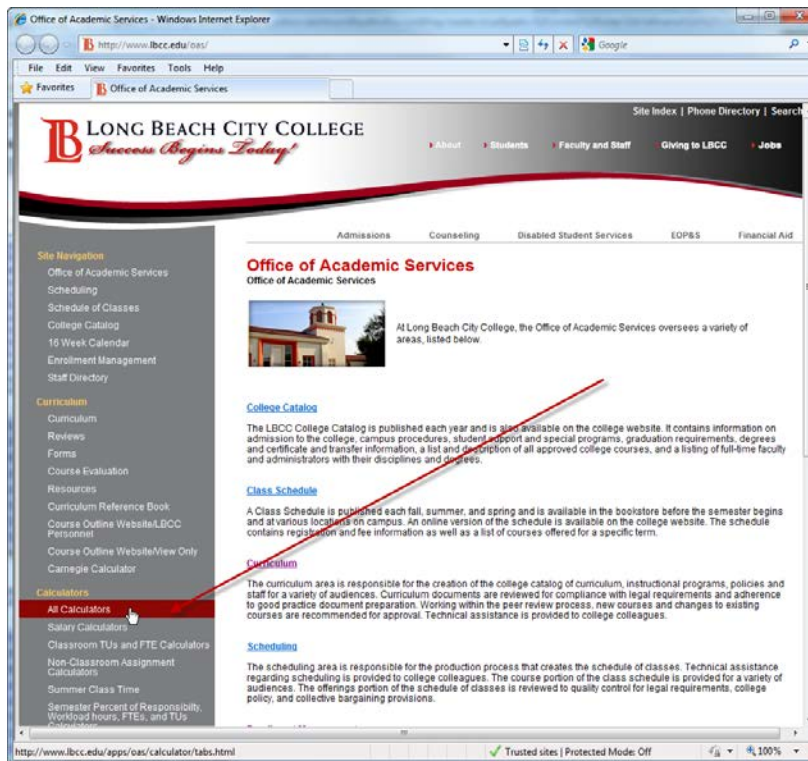 Office of Academic Services - Windows Internet Explorer
http://www.lbcc.edu/oas/
Google
File Edit View Favorites Tools Help
Favorites
Office of Academic Services
Site Index | Phone Directory | Search
LB LONG BEACH CITY COLLEGE
Success Begins Today!
About Students Faculty and Staff Giving to LBCC Jobs
Admissions Counseling Disabled Student Services EOP&S Financial Aid
Site Navigation
Office of Academic Services
Scheduling
Schedule of Classes
College Catalog
16 Week Calendar
Enrollment Management
Staff Directory
Curriculum
Curriculum
Reviews
Forms
Course Evaluation
Resources
Curriculum Reference Book
Course Outline Website/LBCC
Personnel
Course Outline Website/View Only
Carnegie Calculator
Calculators
All Calculators
Salary Calculators
Classroom TUs and FTE Calculators
Non-Classroom Assignment
Calculators
Summer Class Time
Semester Percent of Responsibilty,
Workload hours, FTEs, and TUs
Calculators
Office of Academic Services
Office of Academic Services
At Long Beach City College, the Office of Academic Services oversees a variety of
areas, listed below.
College Catalog
The LBCC College Catalog is published each year and is also available on the college website. It contains information on
admission to the college, campus procedures, student support and special programs, graduation requirements, degrees
and certificate and transfer information, a list and description of all approved college courses, and a listing of full-time faculty
and administrators with their disciplines and degrees.
Class Schedule
A Class Schedule is published each fall, summer, and spring and is available in the bookstore before the semester begins
and at various locations on campus. An online version of the schedule is available on the college website. The schedule
contains registration and fee information as well as a list of courses offered for a specific term.
Curriculum
The curriculum area is responsible for the creation of the college catalog of curriculum, instructional programs, policies and
staff for a variety of audiences. Curriculum documents are reviewed for compliance with legal requirements and adherence
to good practice document preparation. Working within the peer review process, new courses and changes to existing
courses are recommended for approval. Technical assistance is provided to college colleagues.
Scheduling
The scheduling area is responsible for the production process that creates the schedule of classes. Technical assistance
regarding scheduling is provided to college colleagues. The course portion of the class schedule is provided for a variety of
audiences. The offerings portion of the schedule of classes is reviewed to quality control for legal requirements, college
policy, and collective bargaining provisions.
http://www.lbcc.edu/apps/oas/calculator/tabs.html
Trusted sites | Protected Mode: Off
100%